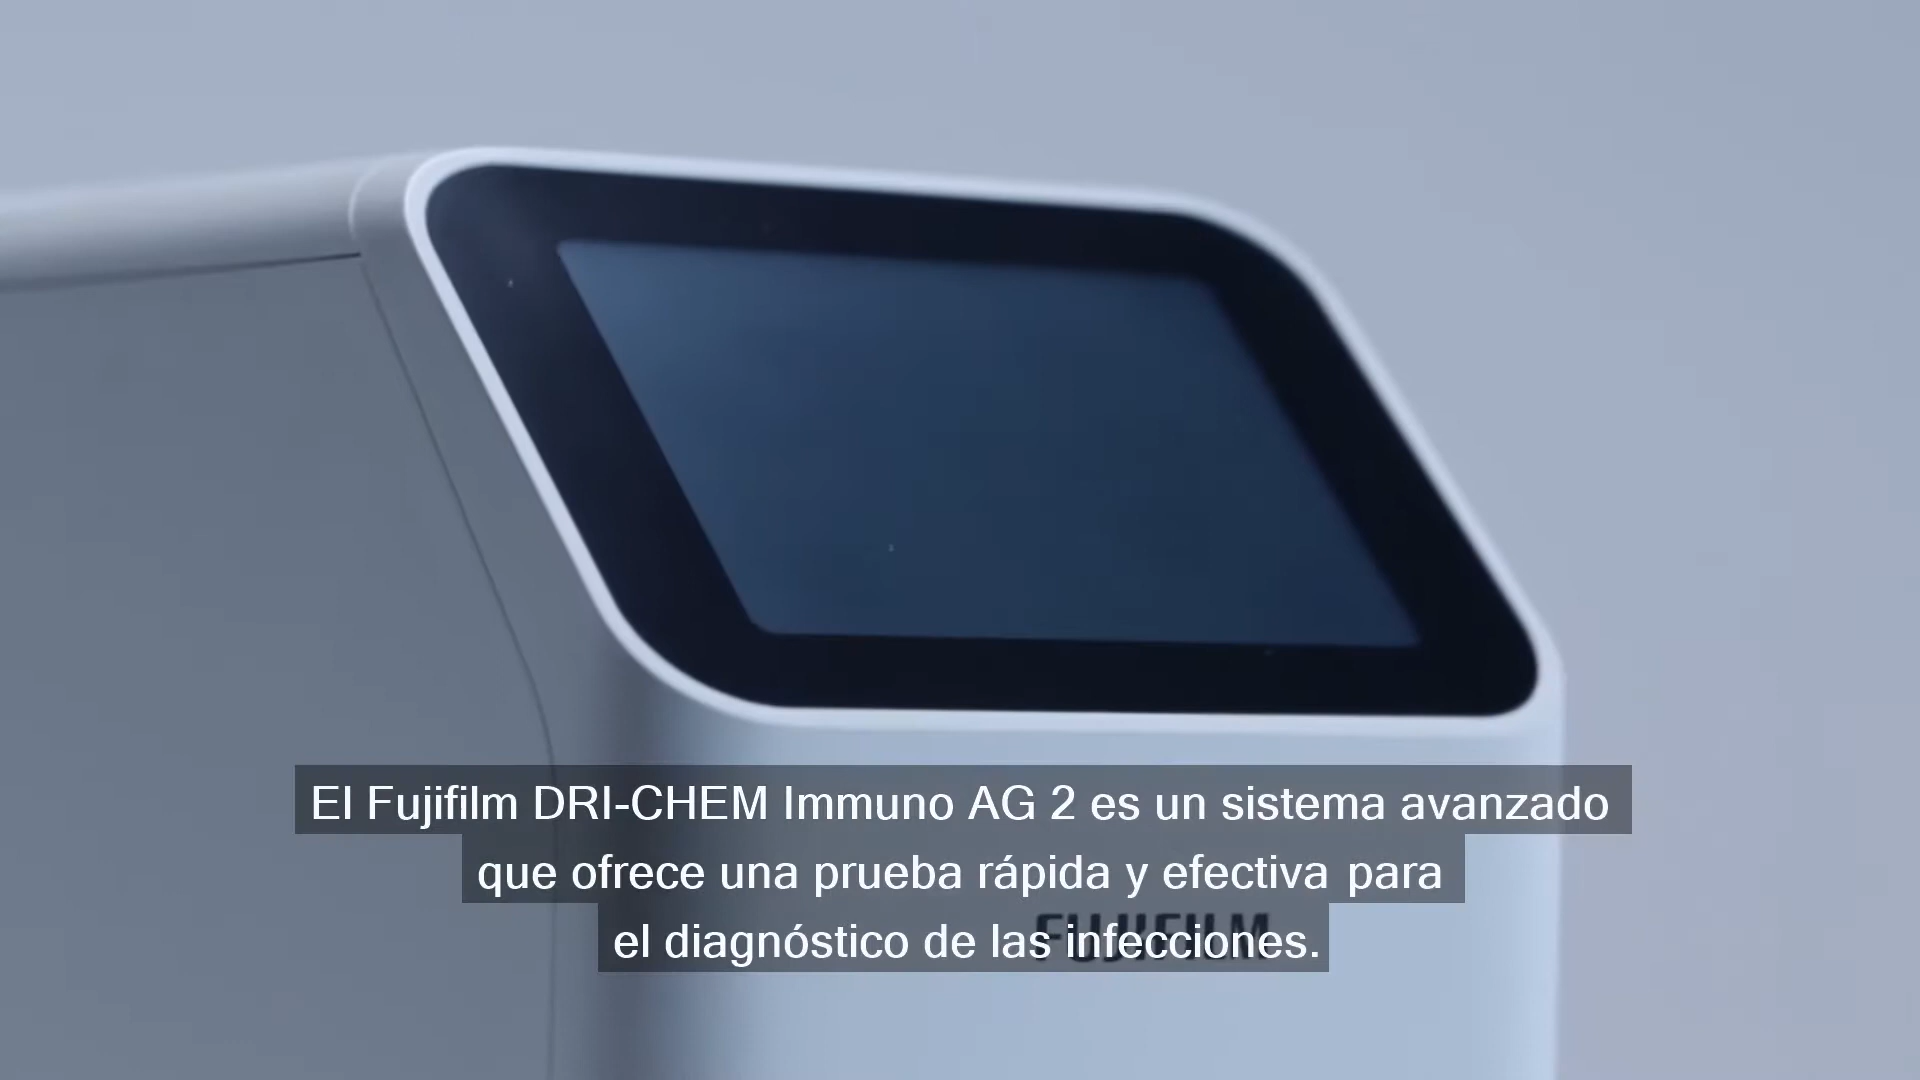 El Fujifilm DRI-CHEM Immuno AG 2 es un sistema avanzado
que ofrece una prueba rápida y efectiva para
el diagnóstico de las infecciones.
FUJIFILM